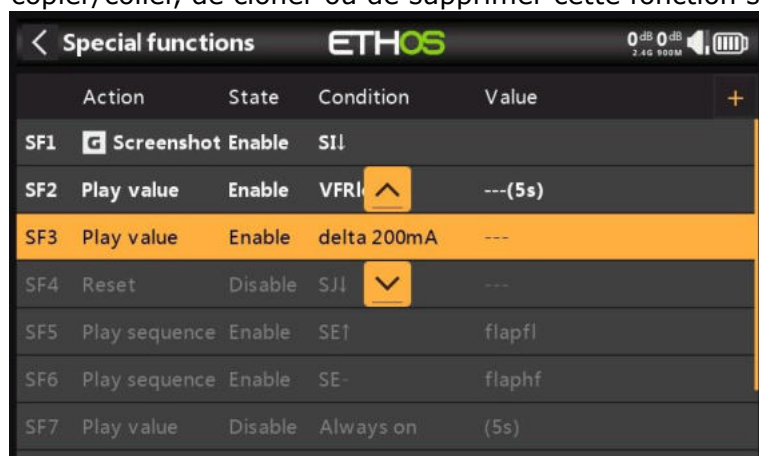 copier/coller, de cloner ou de supprimer cette fonction s
Special functions ETHOS 0dB 0dB
2.4G 900M
Action State Condition Value +
SF1 G Screenshot Enable SI↓
SF2 Play value Enable VFRl ---(5s)
SF3 Play value Enable delta 200mA ---
SF4 Reset Disable SJ↓ ---
SF5 Play sequence Enable SE↑ flapfl
SF6 Play sequence Enable SE- flaphf
SF7 Play value Disable Always on (5s)